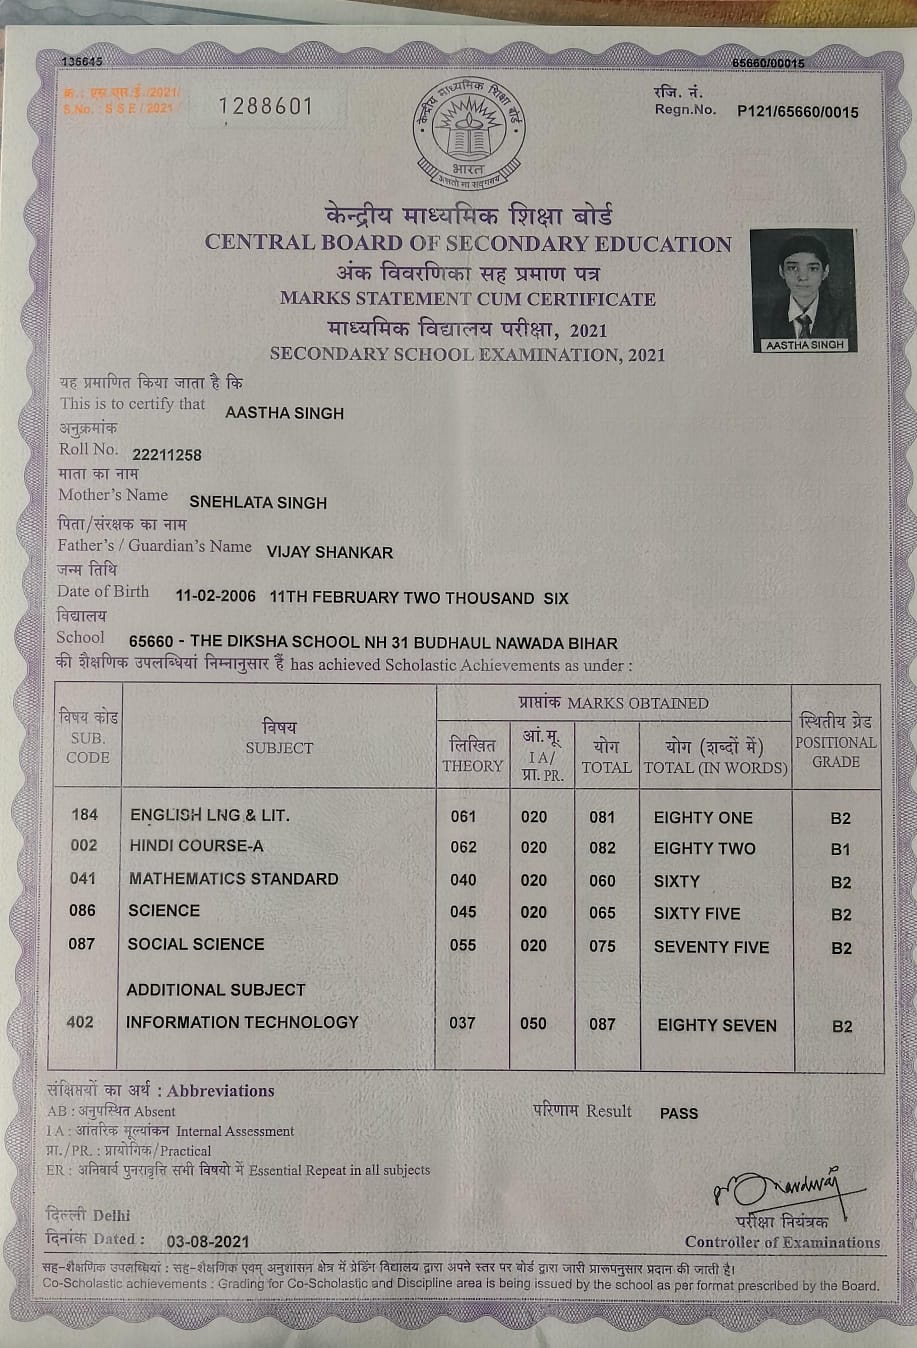 136645
65660/00015
क्र.: एस.एस.ई./2021/
S.No.: S S E / 2021 /
1288601
रजि. नं.
Regn.No. P121/65660/0015
केन्द्रीय माध्यमिक शिक्षा बोर्ड
भारत
असतो मा सद्गमय
केन्द्रीय माध्यमिक शिक्षा बोर्ड
CENTRAL BOARD OF SECONDARY EDUCATION
अंक विवरणिका सह प्रमाण पत्र
MARKS STATEMENT CUM CERTIFICATE
माध्यमिक विद्यालय परीक्षा, 2021
SECONDARY SCHOOL EXAMINATION, 2021
AASTHA SINGH
यह प्रमाणित किया जाता है कि
This is to certify that AASTHA SINGH
अनुक्रमांक
Roll No. 22211258
माता का नाम
Mother's Name SNEHLATA SINGH
पिता/संरक्षक का नाम
Father's / Guardian's Name VIJAY SHANKAR
जन्म तिथि
Date of Birth 11-02-2006 11TH FEBRUARY TWO THOUSAND SIX
विद्यालय
School 65660 - THE DIKSHA SCHOOL NH 31 BUDHAUL NAWADA BIHAR
की शैक्षणिक उपलब्धियां निम्नानुसार हैं has achieved Scholastic Achievements as under :
विषय कोड
SUB.
CODE
विषय
SUBJECT
प्राप्तांक MARKS OBTAINED
लिखित
THEORY
आं.मू.
I A/
प्रा. PR.
योग
TOTAL
योग (शब्दों में)
TOTAL (IN WORDS)
स्थितीय ग्रेड
POSITIONAL
GRADE
184 ENGLISH LNG & LIT. 061 020 081 EIGHTY ONE B2
002 HINDI COURSE-A 062 020 082 EIGHTY TWO B1
041 MATHEMATICS STANDARD 040 020 060 SIXTY B2
086 SCIENCE 045 020 065 SIXTY FIVE B2
087 SOCIAL SCIENCE 055 020 075 SEVENTY FIVE B2
ADDITIONAL SUBJECT
402 INFORMATION TECHNOLOGY 037 050 087 EIGHTY SEVEN B2
संक्षिप्तियों का अर्थ : Abbreviations
AB : अनुपस्थित Absent
I A : आंतरिक मूल्यांकन Internal Assessment
प्रा./PR. : प्रायोगिक/Practical
ER : अनिवार्य पुनरावृत्ति सभी विषयो में Essential Repeat in all subjects
परिणाम Result PASS
दिल्ली Delhi
दिनांक Dated : 03-08-2021
परीक्षा नियंत्रक
Controller of Examinations
सह-शैक्षणिक उपलब्धियां : सह-शैक्षणिक एवम् अनुशासन क्षेत्र में ग्रेडिंग विद्यालय द्वारा अपने स्तर पर बोर्ड द्वारा जारी प्रारूपनुसार प्रदान की जाती है।
Co-Scholastic achievements : Grading for Co-Scholastic and Discipline area is being issued by the school as per format prescribed by the Board.